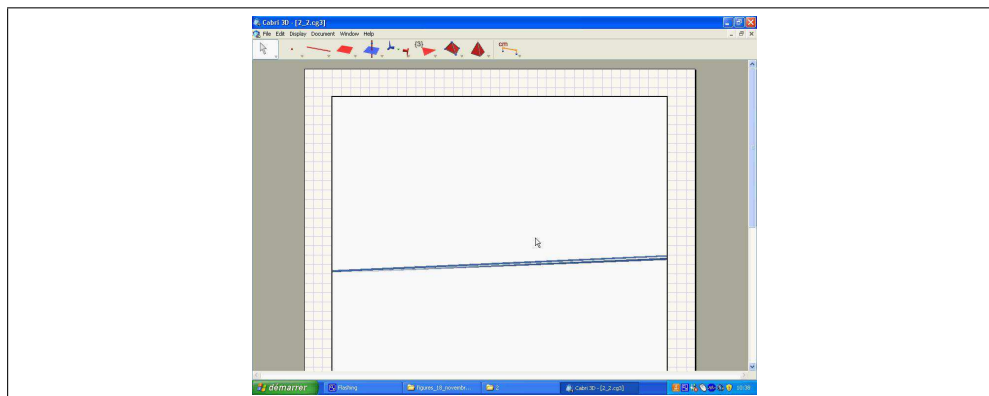 Cabri 3D - [2_2.cg3]
File Edit Display Document Window Help
{3} cm
démarrer Flashing figures_18_novembr... 2 Cabri 3D - [2_2.cg3] 10:38